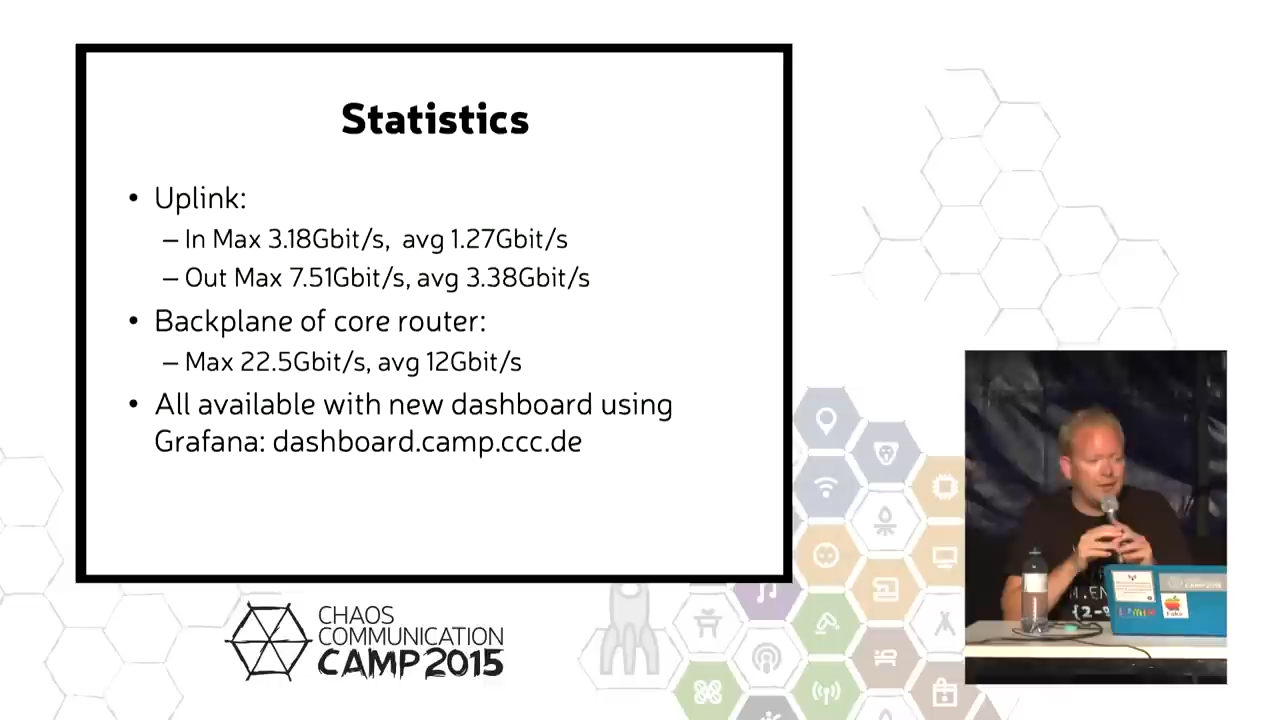 Statistics
• Uplink:
– In Max 3.18Gbit/s, avg 1.27Gbit/s
– Out Max 7.51Gbit/s, avg 3.38Gbit/s
• Backplane of core router:
– Max 22.5Gbit/s, avg 12Gbit/s
• All available with new dashboard using
Grafana: dashboard.camp.ccc.de
CHAOS
COMMUNICATION
CAMP 2015